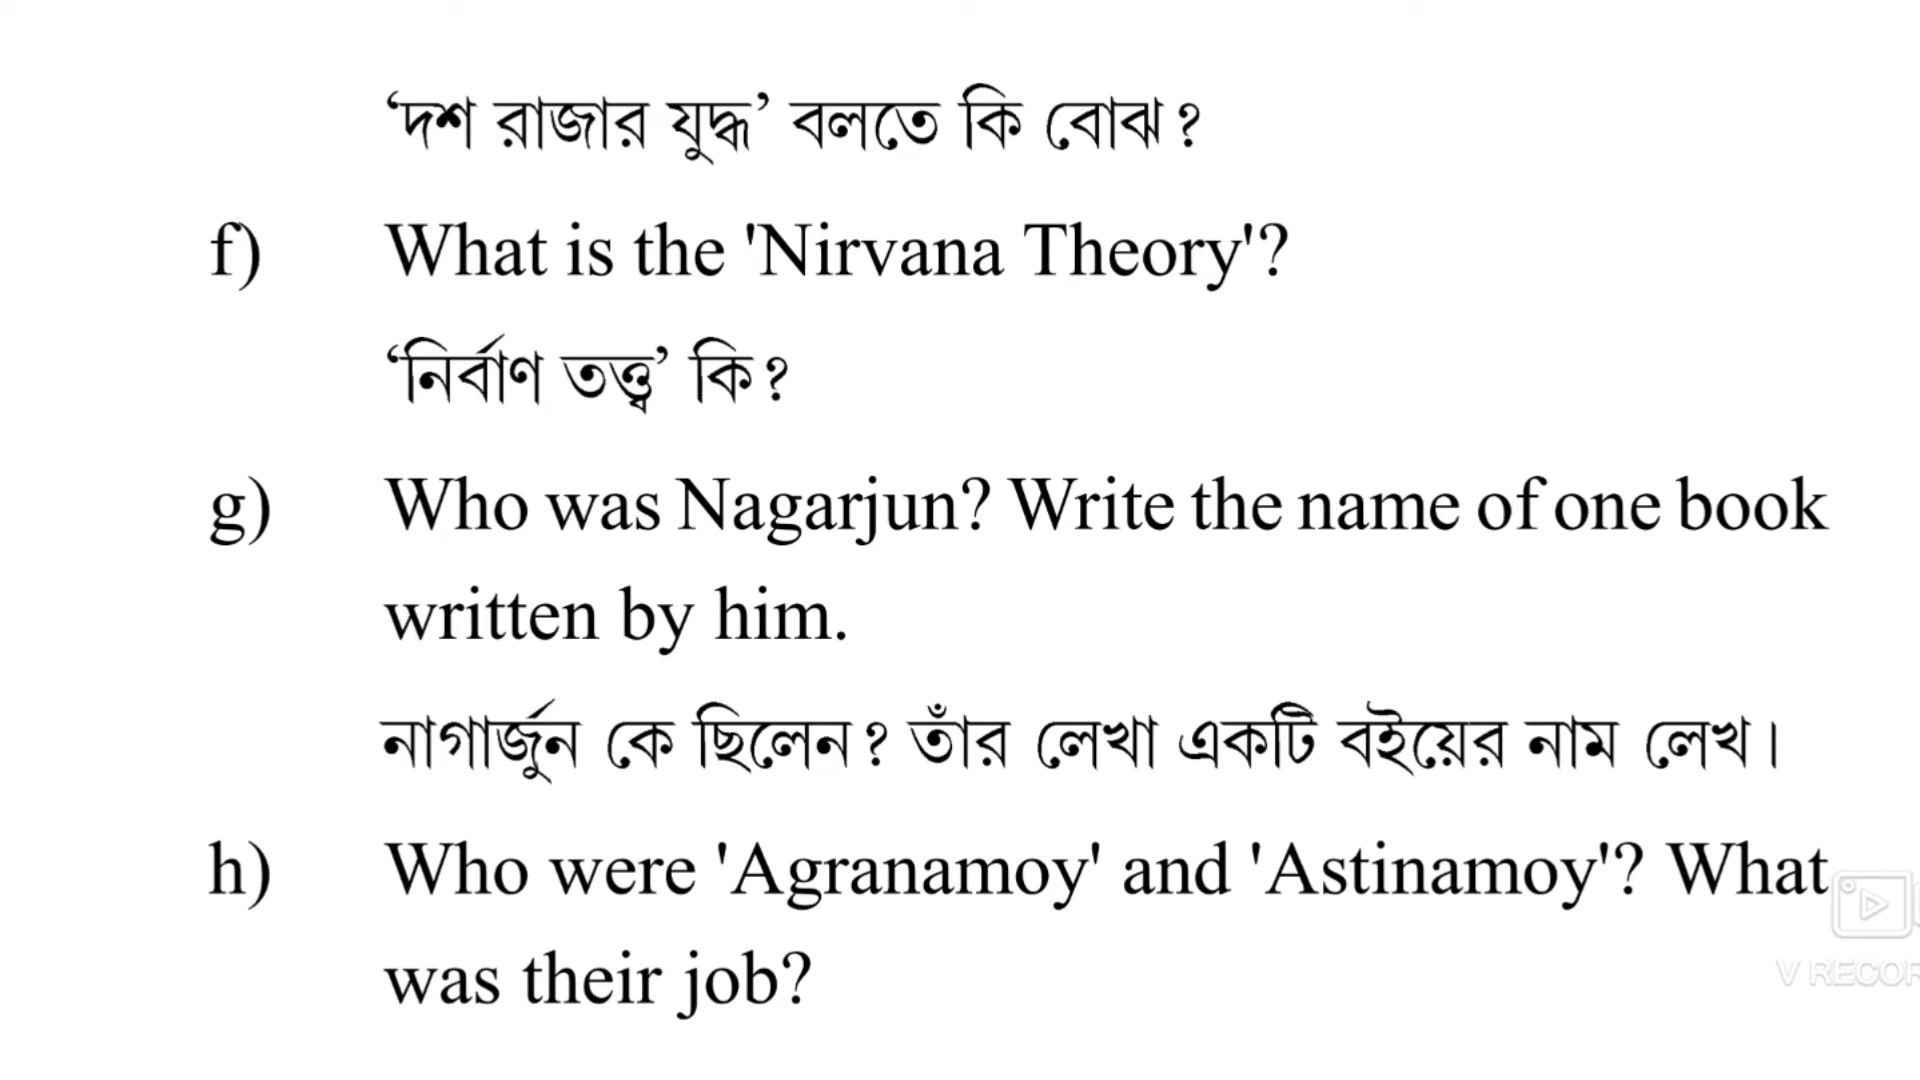 ‘দশ রাজার যুদ্ধ’ বলতে কি বোঝ?
f) What is the 'Nirvana Theory'?
‘নির্বাণ তত্ত্ব’ কি?
g) Who was Nagarjun? Write the name of one book
written by him.
নাগার্জুন কে ছিলেন? তাঁর লেখা একটি বইয়ের নাম লেখ।
h) Who were 'Agranamoy' and 'Astinamoy'? What
was their job?
V RECOR